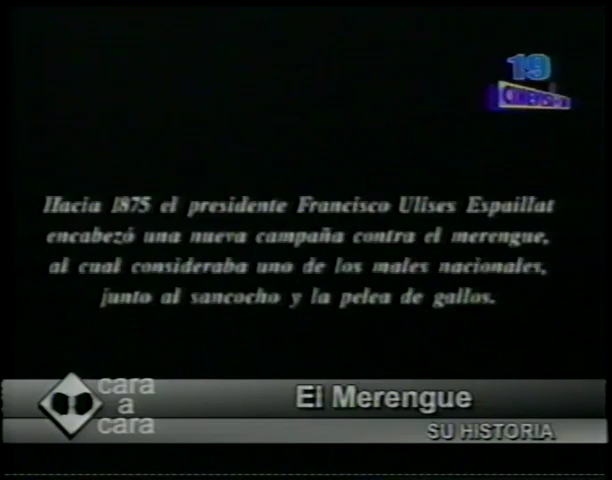 19
CINEVISION
Hacia 1875 el presidente Francisco Ulises Espaillat
encabezó una nueva campaña contra el merengue,
al cual consideraba uno de los males nacionales,
junto al sancocho y la pelea de gallos.
cara
a
cara
El Merengue
SU HISTORIA